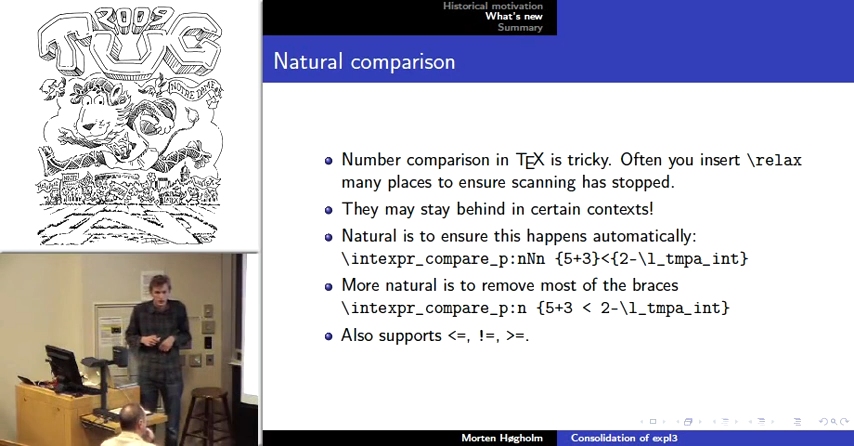 2009
TUG
NOTRE DAME
Historical motivation
What's new
Summary
Natural comparison
Number comparison in TEX is tricky. Often you insert \relax
many places to ensure scanning has stopped.
They may stay behind in certain contexts!
Natural is to ensure this happens automatically:
\intexpr_compare_p:nNn {5+3}<{2-\l_tmpa_int}
More natural is to remove most of the braces
\intexpr_compare_p:n {5+3 < 2-\l_tmpa_int}
Also supports <=, !=, >=.
Morten Høgholm
Consolidation of expl3